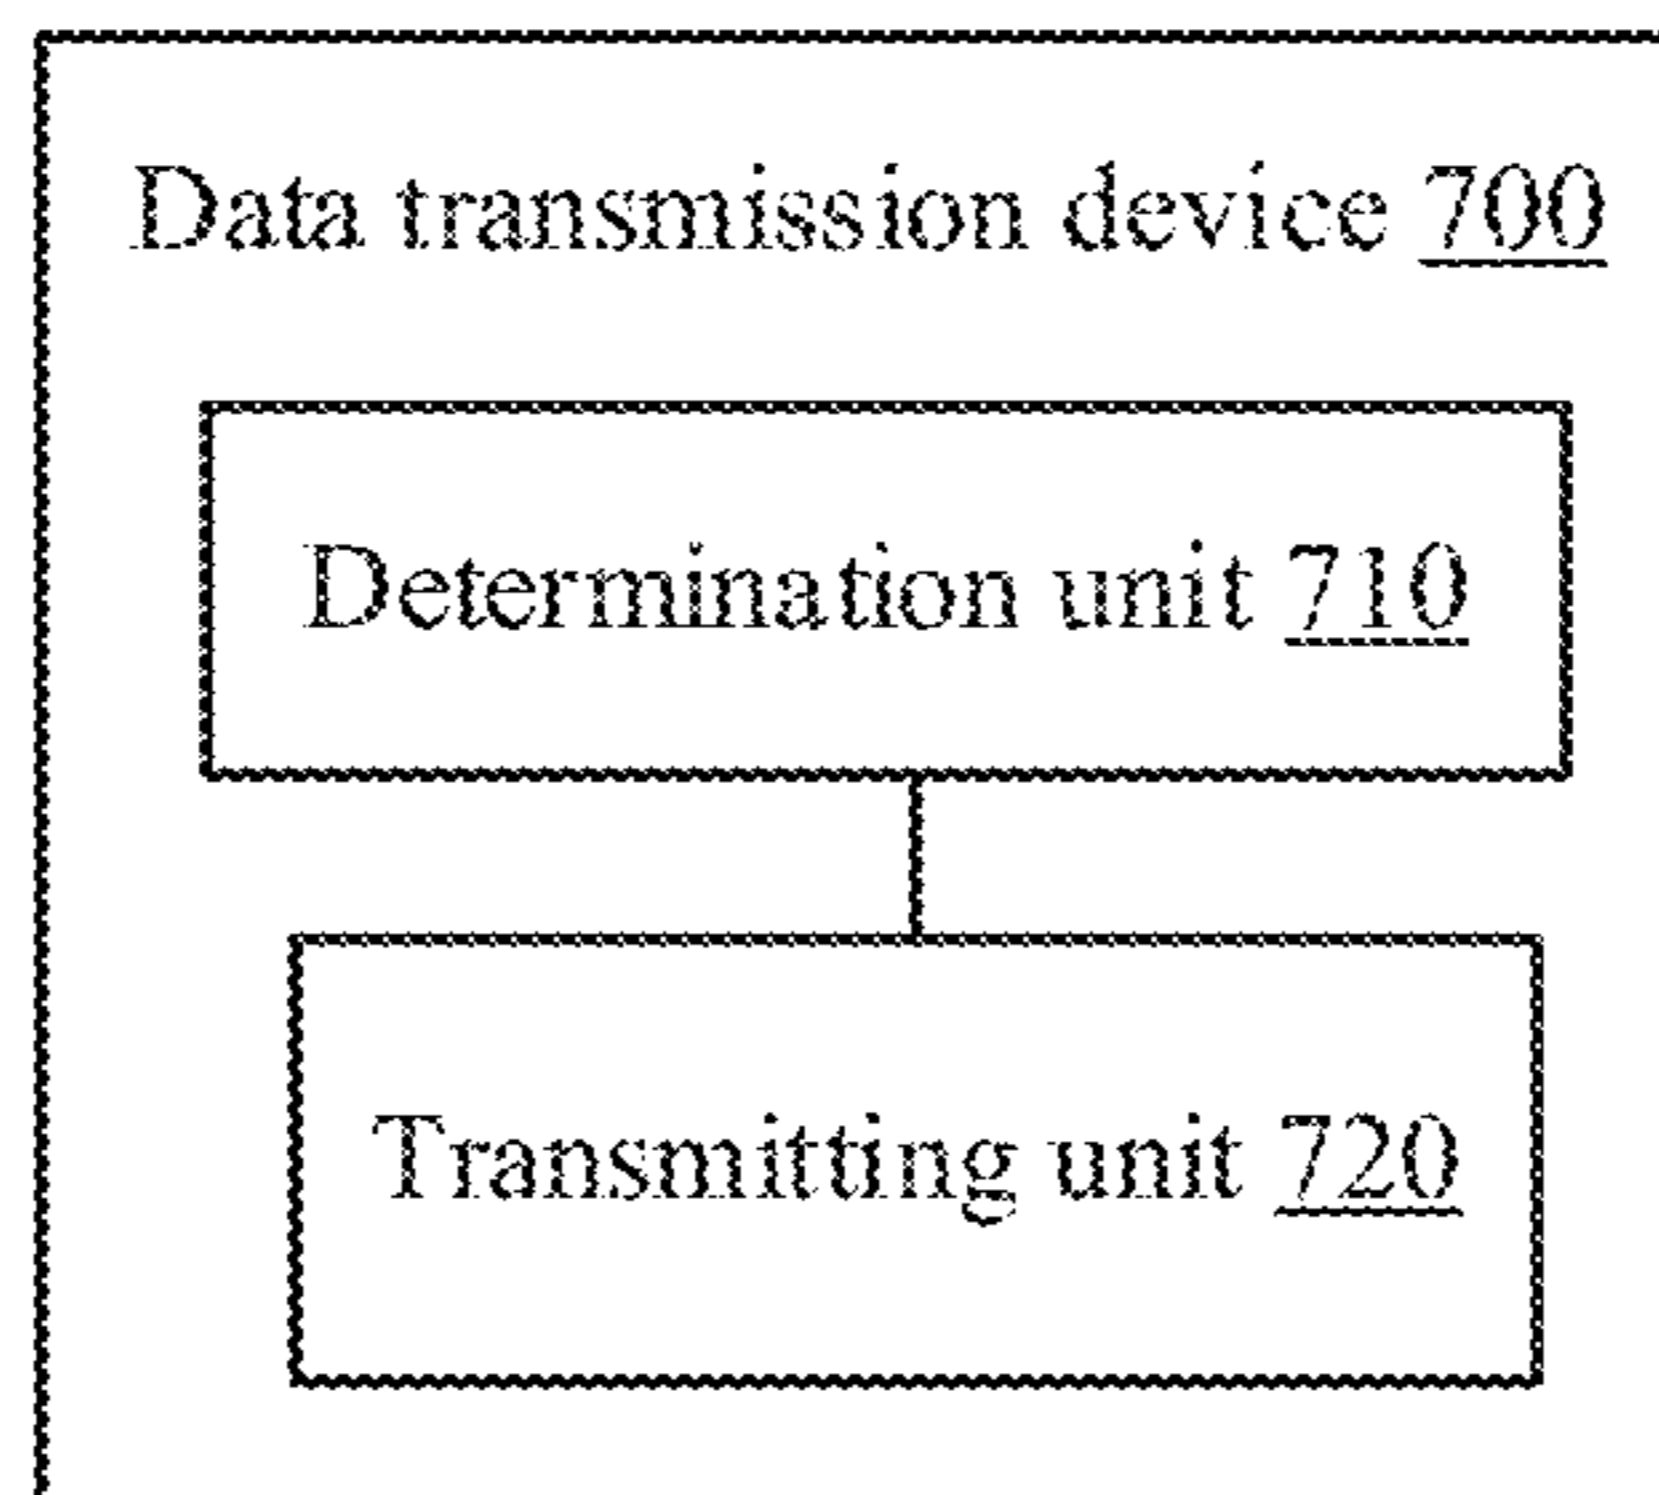 Data transmission device 700
Determination unit 710
Transmitting unit 720